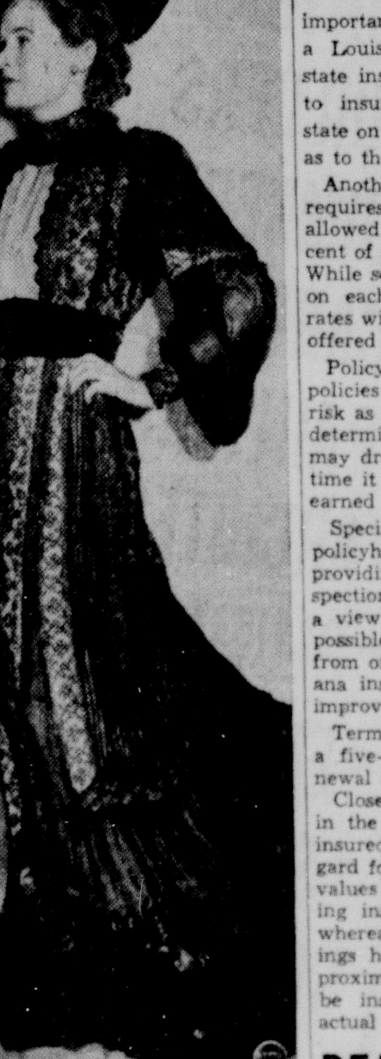 importan
a Louis
state ins
to insu
state on
as to th
Anoth
requires
allowed
cent of
While s
on each
rates wi
offered
Policy
policies
risk as
determi
may dr
time it
earned
Speci
policyh
providi
spection
a view
possible
from o
ana ins
improv
Term
a five-
newal
Close
in the
insured
gard fo
values
ing in
wherea
ings h
proxim
be ins
actual